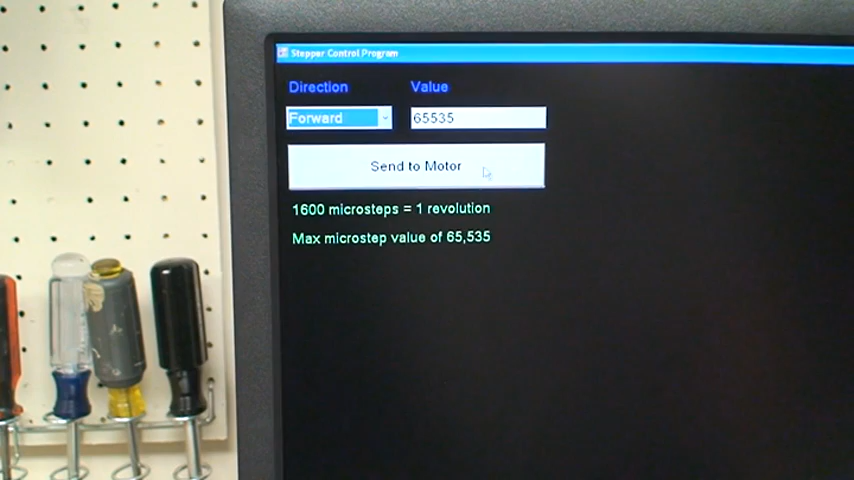 Stepper Control Program
Direction Value
Forward 65535
Send to Motor
1600 microsteps = 1 revolution
Max microstep value of 65,535